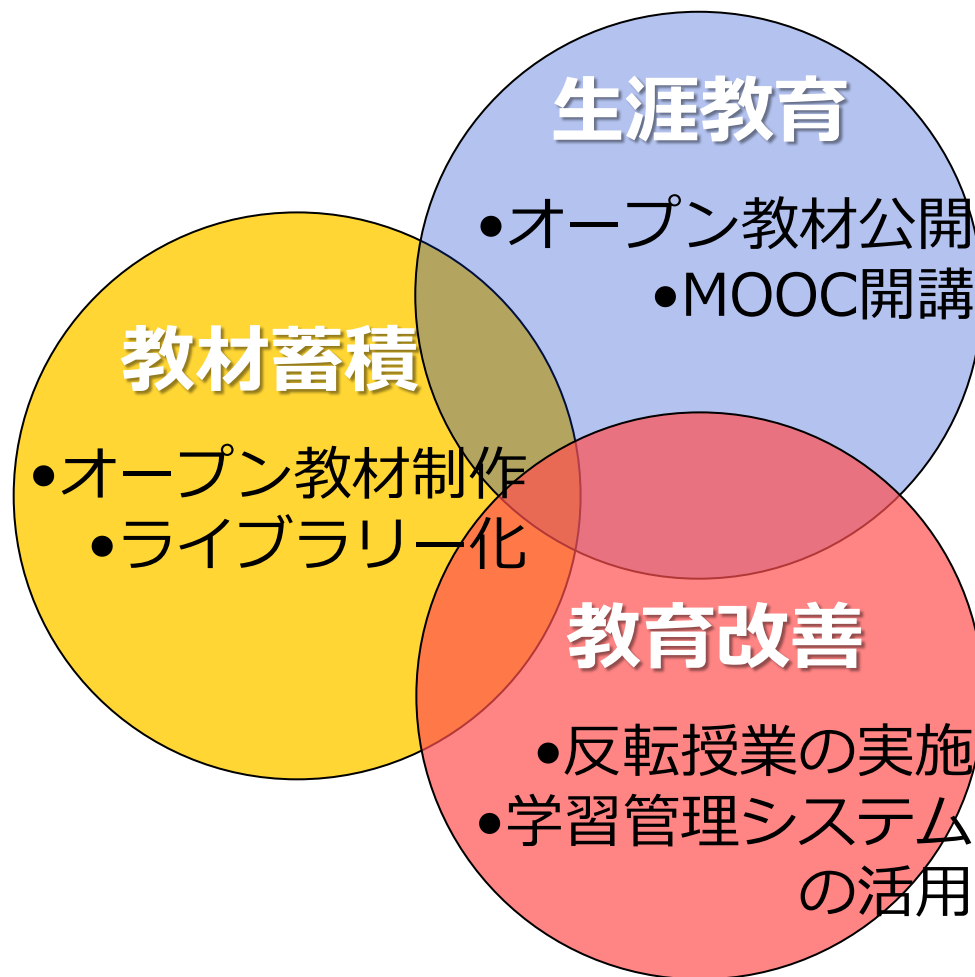 生涯教育
•オープン教材公開
•MOOC開講
教材蓄積
•オープン教材制作
•ライブラリー化
教育改善
•反転授業の実施
•学習管理システム
の活用